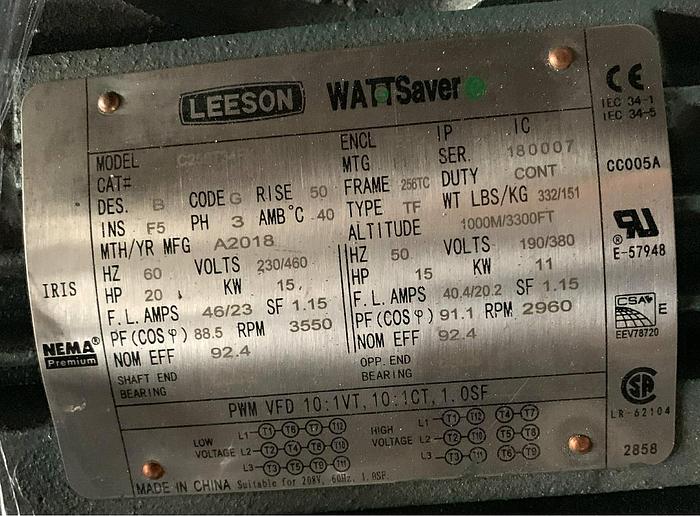 LEESON WATTSaver
MODEL
CAT#
DES. B CODE G RISE 50
INS F5 PH 3 AMB°C 40
MTH/YR MFG A2018
HZ 60 VOLTS 230/460
HP 20 KW 15
F.L. AMPS 46/23 SF 1.15
PF(COSφ) 88.5 RPM 3550
NOM EFF 92.4
SHAFT END
BEARING
ENCL IP IC
MTG SER. 180007
FRAME 256TC DUTY CONT
TYPE TF WT LBS/KG 332/151
ALTITUDE 1000M/3300FT
HZ 50 VOLTS 190/380
HP 15 KW 11
F.L. AMPS 40.4/20.2 SF 1.15
PF(COSφ) 91.1 RPM 2960
NOM EFF 92.4
OPP. END
BEARING
PWM VFD 10:1VT, 10:1CT, 1.0SF
LOW
VOLTAGE
L1 T1 T6 T7 T12
L2 T2 T4 T8 T10
L3 T3 T5 T9 T11
HIGH
VOLTAGE
L1 T1 T12 T4 T7
L2 T2 T10 T5 T8
L3 T3 T11 T6 T9
MADE IN CHINA Suitable for 208V, 60Hz, 1.0SF
IRIS
NEMA®
Premium
CE
IEC 34-1
IEC 34-5
CC005A
RU
®
E-57948
CSA E
EEV78720
SA
LR-62104
2858